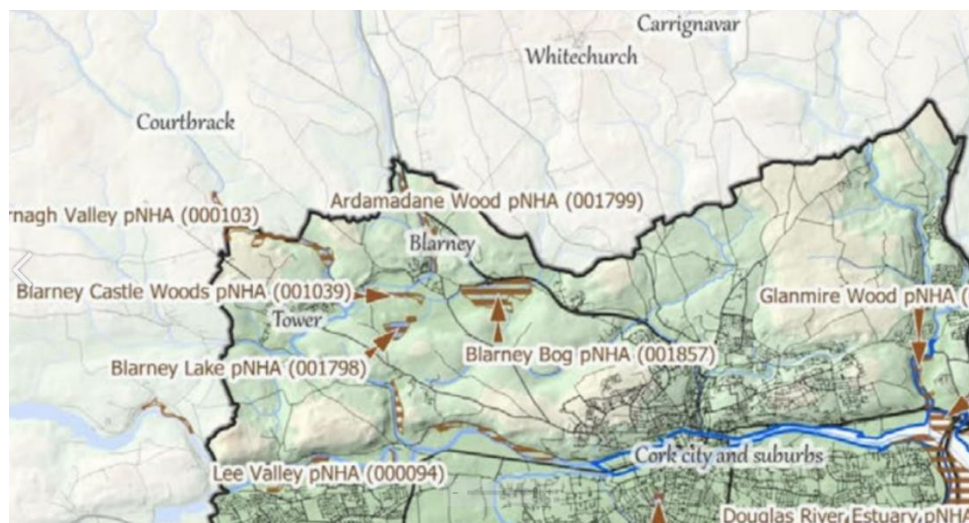 Carrignavar
Whitechurch
Courtbrack
Ardamadane Wood pNHA (001799)
rnagh Valley pNHA (000103)
Blarney
Blarney Castle Woods pNHA (001039)
Glanmire Wood pNHA (
Tower
Blarney Bog pNHA (001857)
Blarney Lake pNHA (001798)
Cork city and suburbs
Lee Valley pNHA (000094)
Douglas River Estuary pNHA